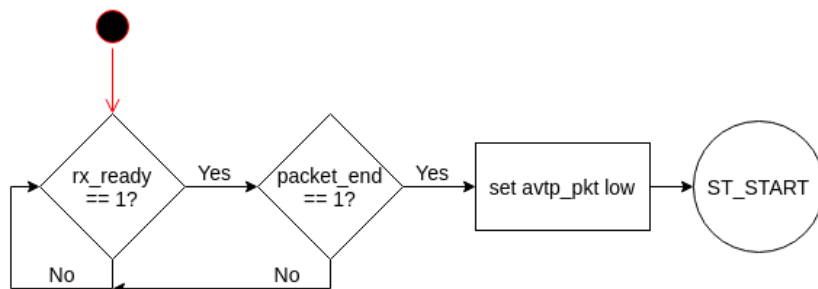 rx_ready
== 1?
Yes
packet_end
== 1?
Yes
set avtp_pkt low
ST_START
No
No